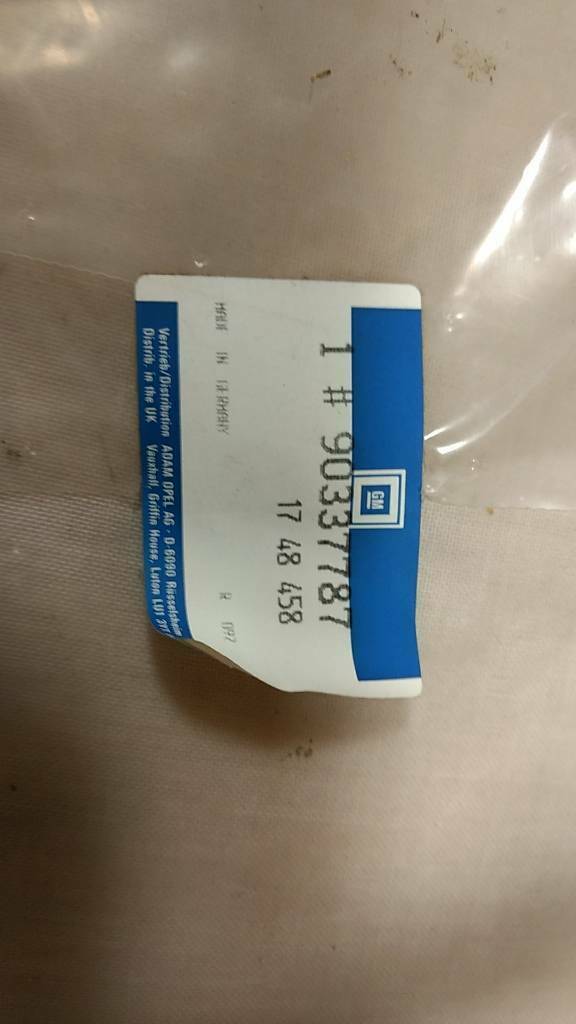 GM
1 # 90337787
17 48 458
MADE IN GERMANY
R 092
Vertrieb/Distribution ADAM OPEL AG · D-6090 Rüsselsheim
Distrib. in the UK Vauxhall, Griffin House, Luton LU1